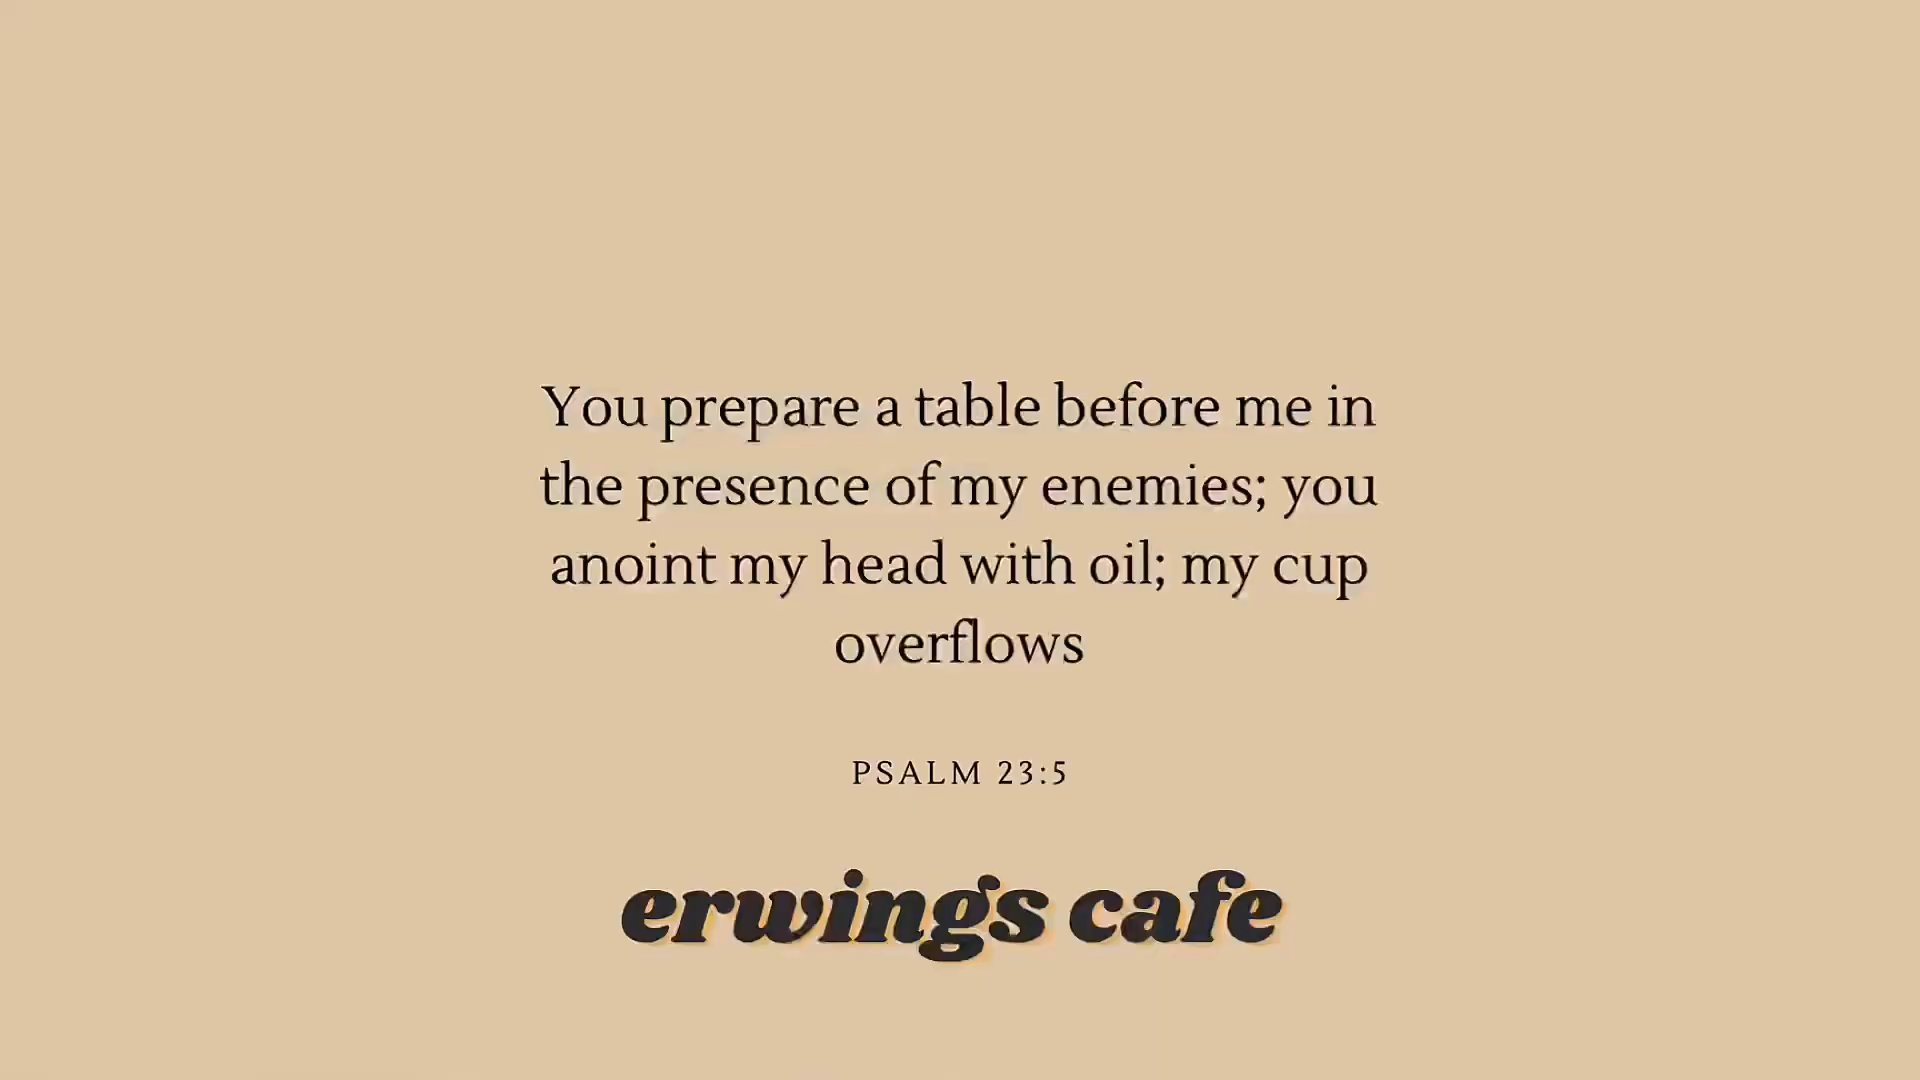 You prepare a table before me in
the presence of my enemies; you
anoint my head with oil; my cup
overflows
PSALM 23:5
erwings cafe